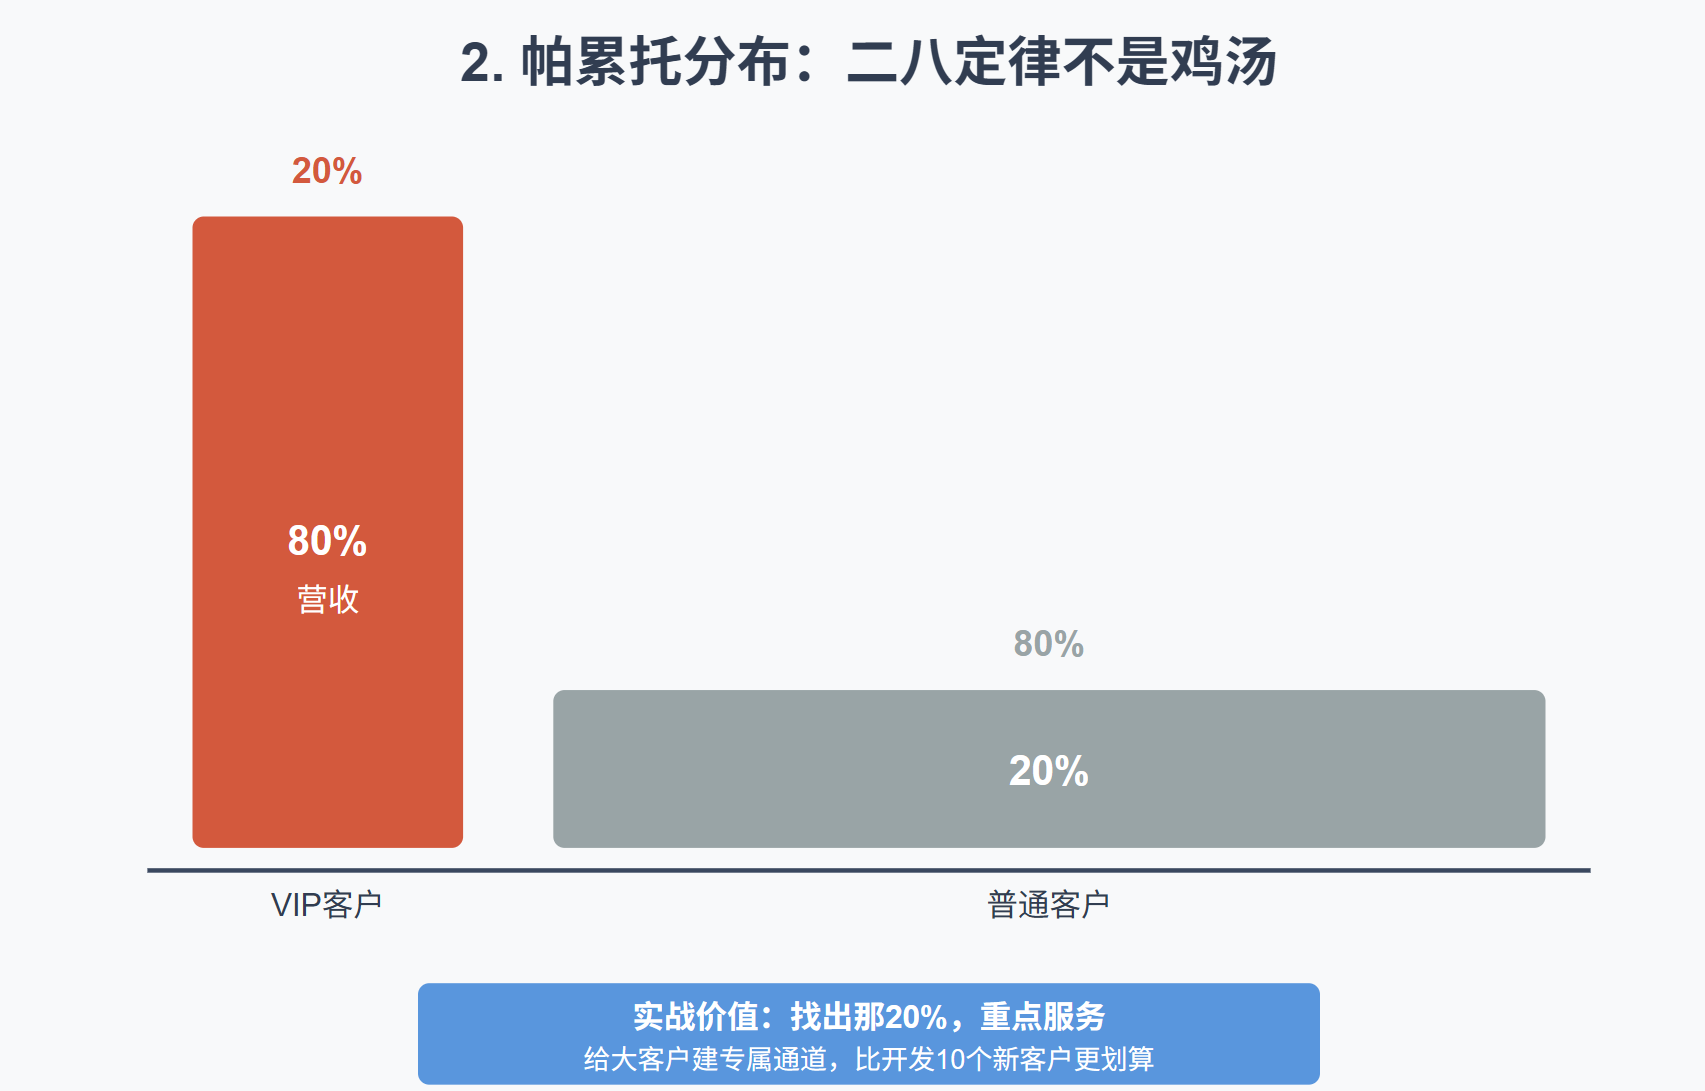 2. 帕累托分布：二八定律不是鸡汤
20%
80%
营收
80%
20%
VIP客户
普通客户
实战价值：找出那20%，重点服务
给大客户建专属通道，比开发10个新客户更划算